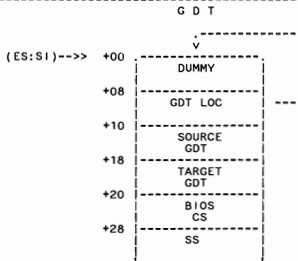 G D T
(ES:SI)-->> +00
DUMMY
+08
GDT LOC
+10
SOURCE
GDT
+18
TARGET
GDT
+20
BIOS
CS
+28
SS